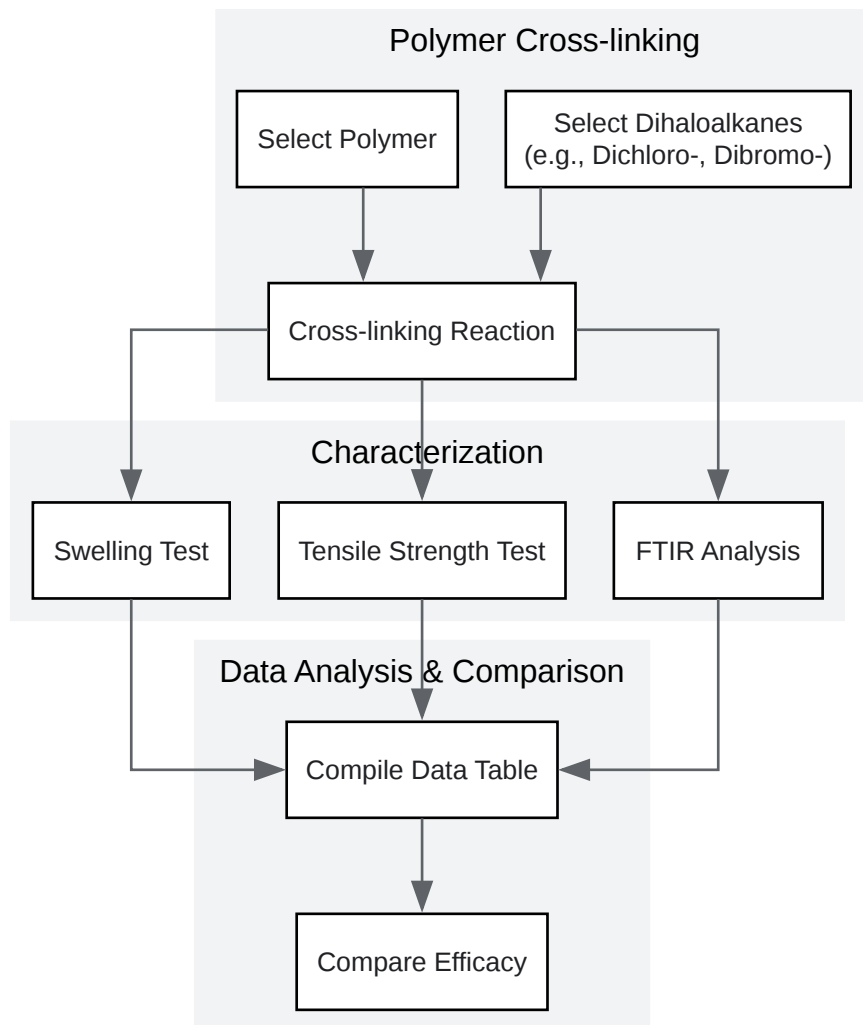 Polymer Cross-linking
Select Polymer
Select Dihaloalkanes
(e.g., Dichloro-, Dibromo-)
Cross-linking Reaction
Characterization
Swelling Test
Tensile Strength Test
FTIR Analysis
Data Analysis & Comparison
Compile Data Table
Compare Efficacy